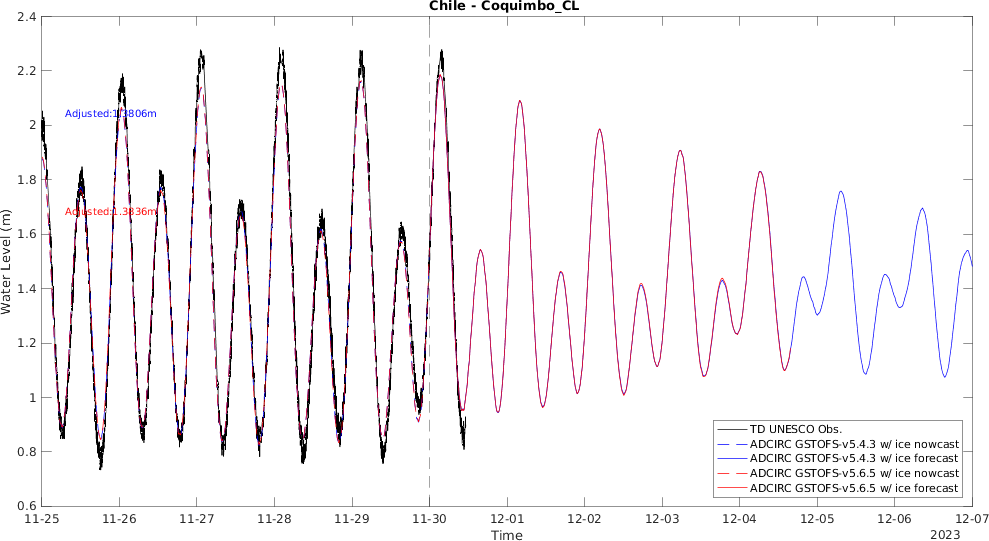 Chile - Coquimbo_CL
2.4
2.2
2
1.8
1.6
1.4
1.2
1
0.8
0.6
Water Level (m)
Adjusted:1.3806m
Adjusted:1.3836m
TD UNESCO Obs.
ADCIRC GSTOFS-v5.4.3 w/ ice nowcast
ADCIRC GSTOFS-v5.4.3 w/ ice forecast
ADCIRC GSTOFS-v5.6.5 w/ ice nowcast
ADCIRC GSTOFS-v5.6.5 w/ ice forecast
11-25 11-26 11-27 11-28 11-29 11-30 12-01 12-02 12-03 12-04 12-05 12-06 12-07
Time
2023